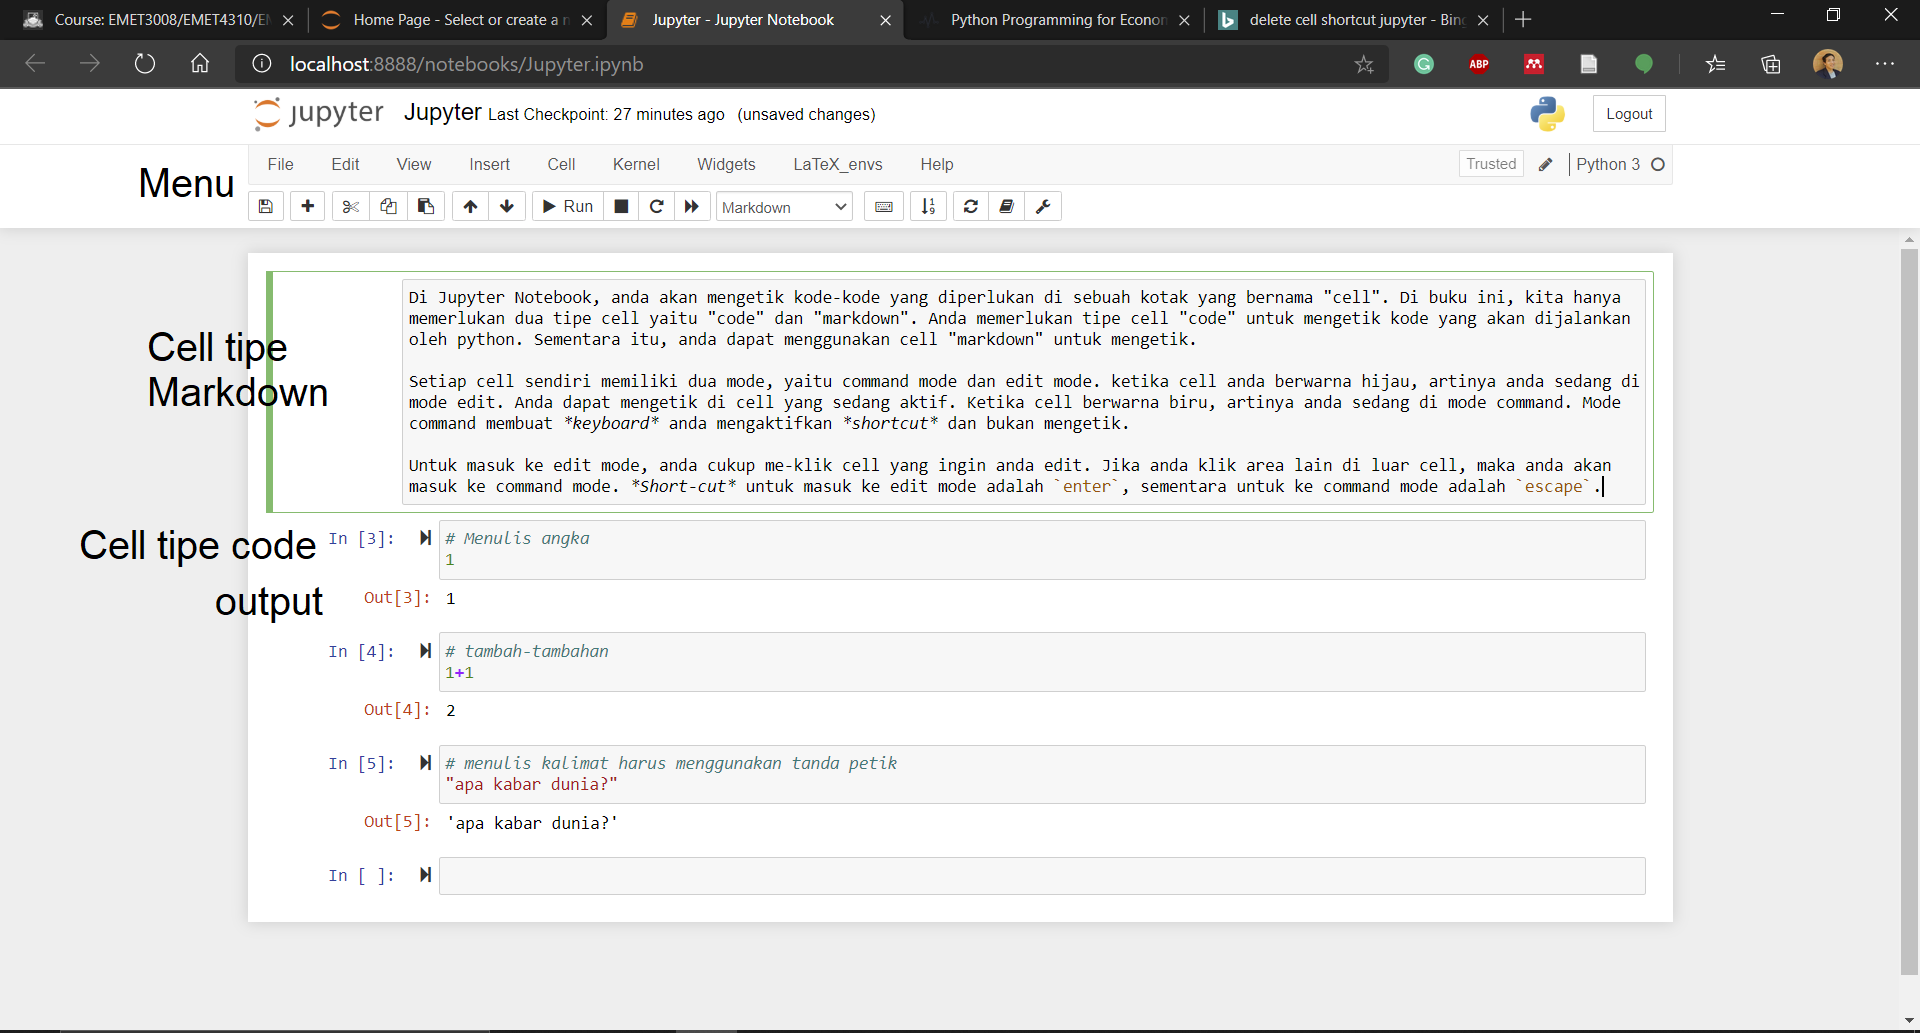 Course: EMET3008/EMET4310/EM
Home Page - Select or create a n
Jupyter - Jupyter Notebook
Python Programming for Econom
delete cell shortcut jupyter - Bing
localhost:8888/notebooks/Jupyter.ipynb
ABP
jupyter Jupyter Last Checkpoint: 27 minutes ago (unsaved changes)
Logout
Menu
File Edit View Insert Cell Kernel Widgets LaTeX_envs Help
Trusted Python 3
Run Markdown
Cell tipe
Markdown
Di Jupyter Notebook, anda akan mengetik kode-kode yang diperlukan di sebuah kotak yang bernama "cell". Di buku ini, kita hanya
memerlukan dua tipe cell yaitu "code" dan "markdown". Anda memerlukan tipe cell "code" untuk mengetik kode yang akan dijalankan
oleh python. Sementara itu, anda dapat menggunakan cell "markdown" untuk mengetik.
Setiap cell sendiri memiliki dua mode, yaitu command mode dan edit mode. ketika cell anda berwarna hijau, artinya anda sedang di
mode edit. Anda dapat mengetik di cell yang sedang aktif. Ketika cell berwarna biru, artinya anda sedang di mode command. Mode
command membuat *keyboard* anda mengaktifkan *shortcut* dan bukan mengetik.
Untuk masuk ke edit mode, anda cukup me-klik cell yang ingin anda edit. Jika anda klik area lain di luar cell, maka anda akan
masuk ke command mode. *Short-cut* untuk masuk ke edit mode adalah `enter`, sementara untuk ke command mode adalah `escape`.
Cell tipe code
In [3]:
# Menulis angka
1
output
Out[3]: 1
In [4]:
# tambah-tambahan
1+1
Out[4]: 2
In [5]:
# menulis kalimat harus menggunakan tanda petik
"apa kabar dunia?"
Out[5]: 'apa kabar dunia?'
In [ ]: